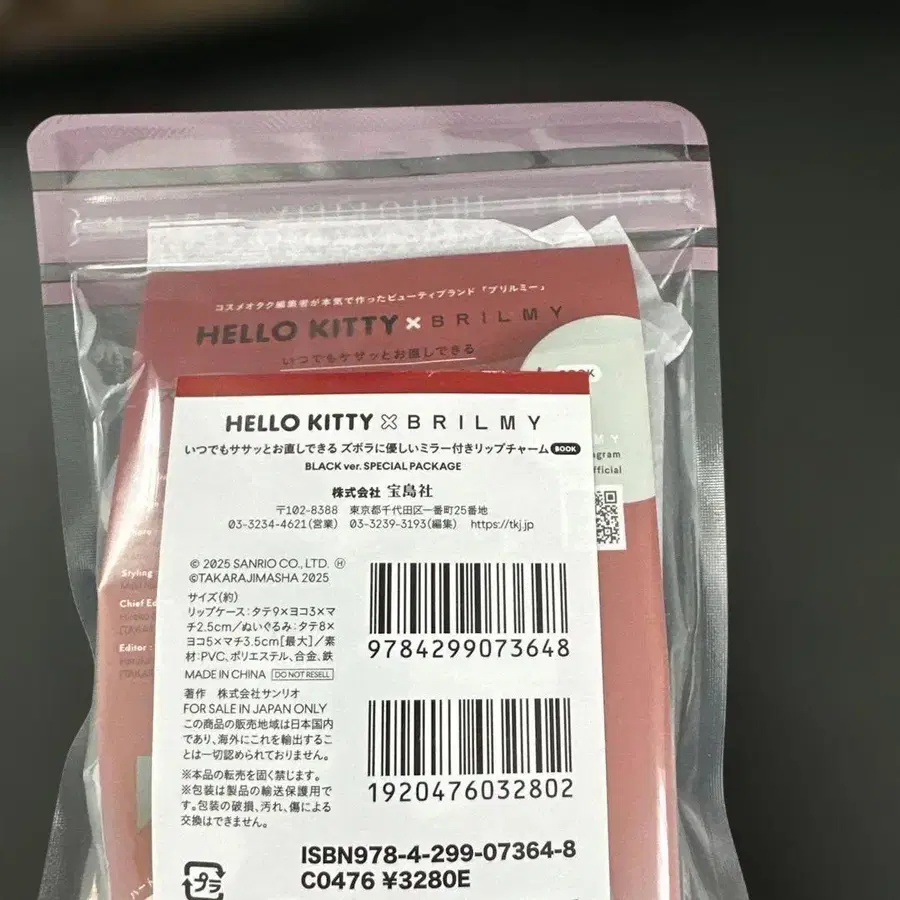 HELLO KITTY
コスメオタク編集者が本気で作ったビューティブランド「ブリルミー」
HELLO KITTY × BRILMY
いつでもササッとお直しできる
BOOK
MY
agram
official
Styling :
Chief Ed
Editor :
HELLO KITTY × BRILMY
いつでもササッとお直しできる ズボラに優しいミラー付きリップチャーム BOOK
BLACK ver. SPECIAL PACKAGE
株式会社 宝島社
〒102-8388 東京都千代田区一番町25番地
03-3234-4621(営業) 03-3239-3193(編集) https://tkj.jp
© 2025 SANRIO CO., LTD. Ⓗ
©TAKARAJIMASHA 2025
サイズ(約)
リップケース:タテ9×ヨコ3×マ
チ2.5cm/ぬいぐるみ:タテ8×
ヨコ5×マチ3.5cm[最大]/素
材:PVC、ポリエステル、合金、鉄
MADE IN CHINA DO NOT RESELL
著作 株式会社サンリオ
FOR SALE IN JAPAN ONLY
この商品の販売地域は日本国内
であり、海外にこれを輸出するこ
とは一切認められておりません。
※本品の転売を固く禁じます。
※包装は製品の輸送保護用で
す。包装の破損、汚れ、傷による
交換はできません。
プラ
9784299073648
1920476032802
ISBN978-4-299-07364-8
C0476 ¥3280E